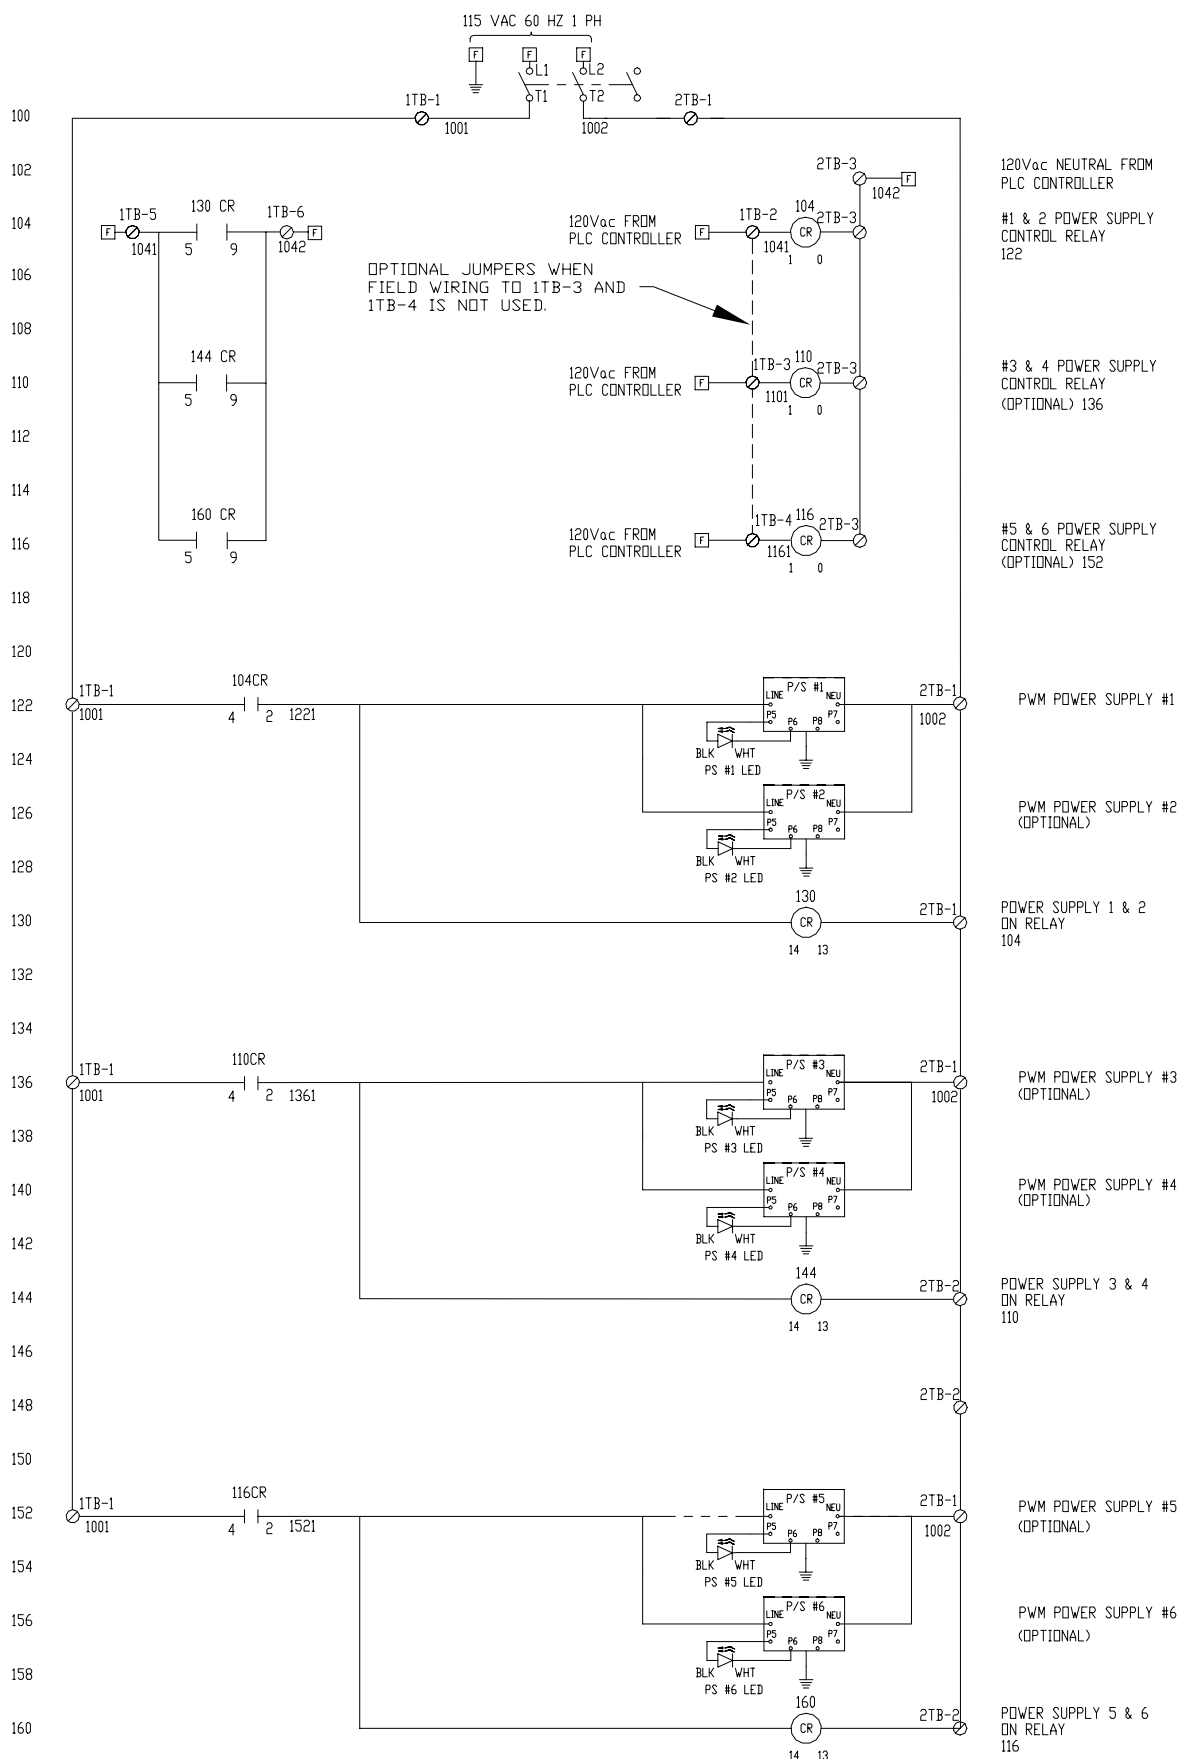 115 VAC 60 HZ 1 PH
F F F
L1 L2
1TB-1 T1 T2 2TB-1
100 1001 1002
102 2TB-3 F 120Vac NEUTRAL FROM
1042 PLC CONTROLLER
104 1TB-5 130 CR 1TB-6 120Vac FROM 1TB-2 104 2TB-3 #1 & 2 POWER SUPPLY
F F PLC CONTROLLER F CR CONTROL RELAY
1041 5 9 1042 1041 1 0 122
106 OPTIONAL JUMPERS WHEN
FIELD WIRING TO 1TB-3 AND
1TB-4 IS NOT USED.
108
144 CR 1TB-3 110 2TB-3 #3 & 4 POWER SUPPLY
110 120Vac FROM F CR CONTROL RELAY
5 9 PLC CONTROLLER 1101 1 0 (OPTIONAL) 136
112
114
160 CR 1TB-4 116 2TB-3 #5 & 6 POWER SUPPLY
116 120Vac FROM F CR CONTROL RELAY
5 9 PLC CONTROLLER 1161 1 0 (OPTIONAL) 152
118
120
1TB-1 104CR P/S #1 2TB-1
122 LINE NEU PWM POWER SUPPLY #1
1001 4 2 1221 P5 P6 P8 P7 1002
124 BLK WHT
PS #1 LED
P/S #2
126 LINE NEU PWM POWER SUPPLY #2
P5 P6 P8 P7 (OPTIONAL)
128 BLK WHT
PS #2 LED
130 2TB-1 POWER SUPPLY 1 & 2
130 CR ON RELAY
14 13 104
132
134
1TB-1 110CR P/S #3 2TB-1
136 LINE NEU PWM POWER SUPPLY #3
1001 4 2 1361 P5 P6 P8 P7 1002 (OPTIONAL)
138 BLK WHT
PS #3 LED
P/S #4
140 LINE NEU PWM POWER SUPPLY #4
P5 P6 P8 P7 (OPTIONAL)
142 BLK WHT
PS #4 LED
144 2TB-2 POWER SUPPLY 3 & 4
144 CR ON RELAY
14 13 110
146
148 2TB-2
150
1TB-1 116CR P/S #5 2TB-1
152 LINE NEU PWM POWER SUPPLY #5
1001 4 2 1521 P5 P6 P8 P7 1002 (OPTIONAL)
154 BLK WHT
PS #5 LED
P/S #6
156 LINE NEU PWM POWER SUPPLY #6
P5 P6 P8 P7 (OPTIONAL)
158 BLK WHT
PS #6 LED
160 2TB-2 POWER SUPPLY 5 & 6
160 CR ON RELAY
14 13 116